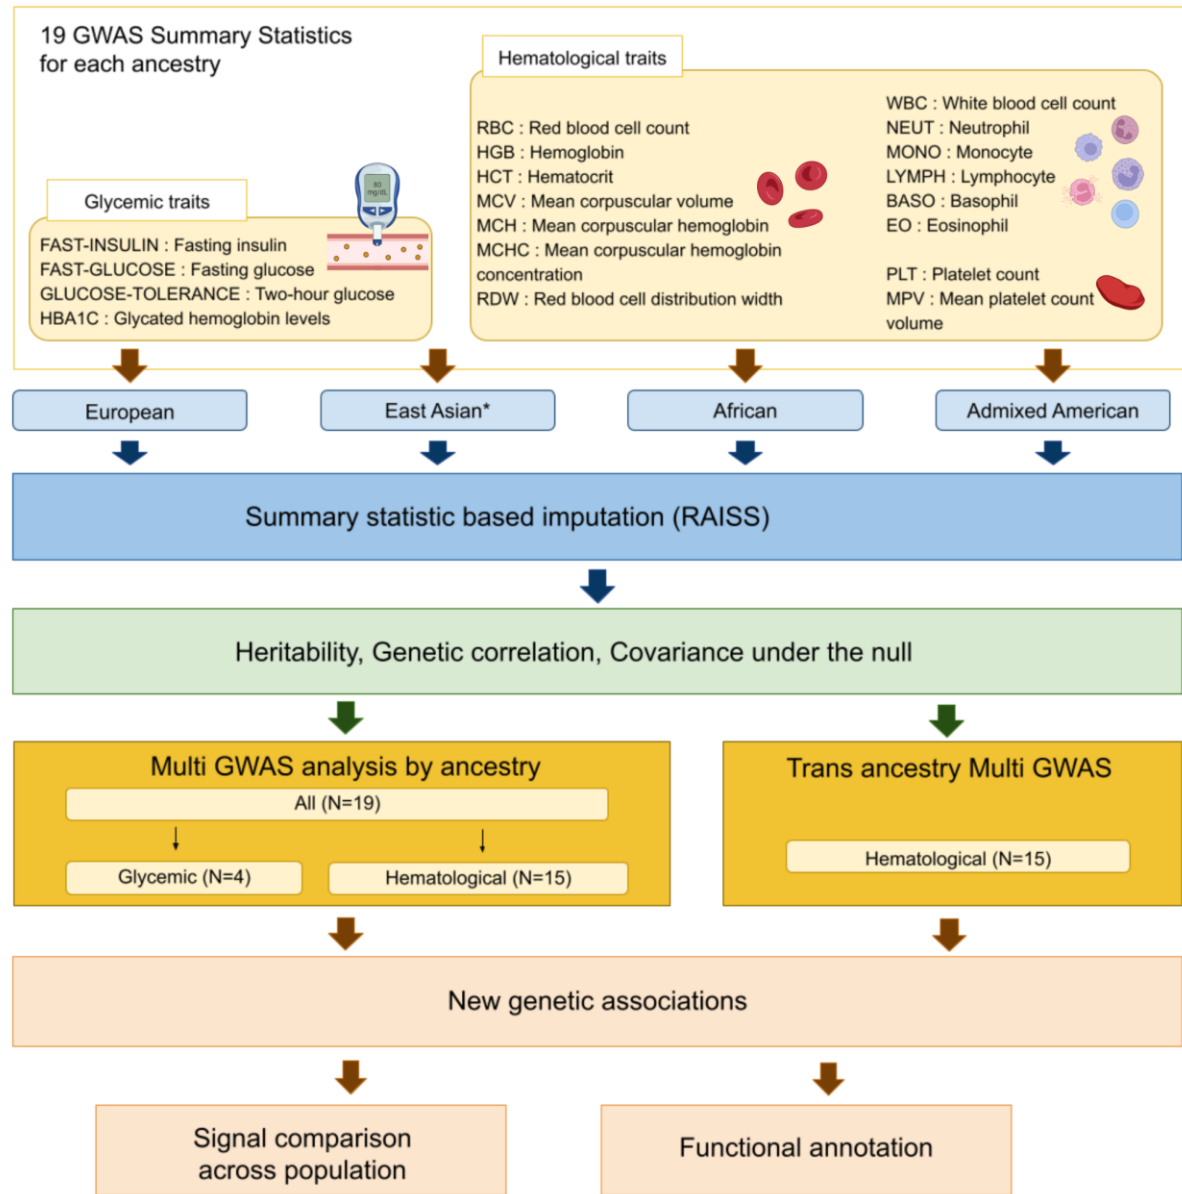 19 GWAS Summary Statistics
for each ancestry
Glycemic traits
80
mg/dL
FAST-INSULIN : Fasting insulin
FAST-GLUCOSE : Fasting glucose
GLUCOSE-TOLERANCE : Two-hour glucose
HBA1C : Glycated hemoglobin levels
Hematological traits
RBC : Red blood cell count
HGB : Hemoglobin
HCT : Hematocrit
MCV : Mean corpuscular volume
MCH : Mean corpuscular hemoglobin
MCHC : Mean corpuscular hemoglobin
concentration
RDW : Red blood cell distribution width
WBC : White blood cell count
NEUT : Neutrophil
MONO : Monocyte
LYMPH : Lymphocyte
BASO : Basophil
EO : Eosinophil
PLT : Platelet count
MPV : Mean platelet count
volume
European
East Asian*
African
Admixed American
Summary statistic based imputation (RAISS)
Heritability, Genetic correlation, Covariance under the null
Multi GWAS analysis by ancestry
All (N=19)
Glycemic (N=4)
Hematological (N=15)
Trans ancestry Multi GWAS
Hematological (N=15)
New genetic associations
Signal comparison
across population
Functional annotation